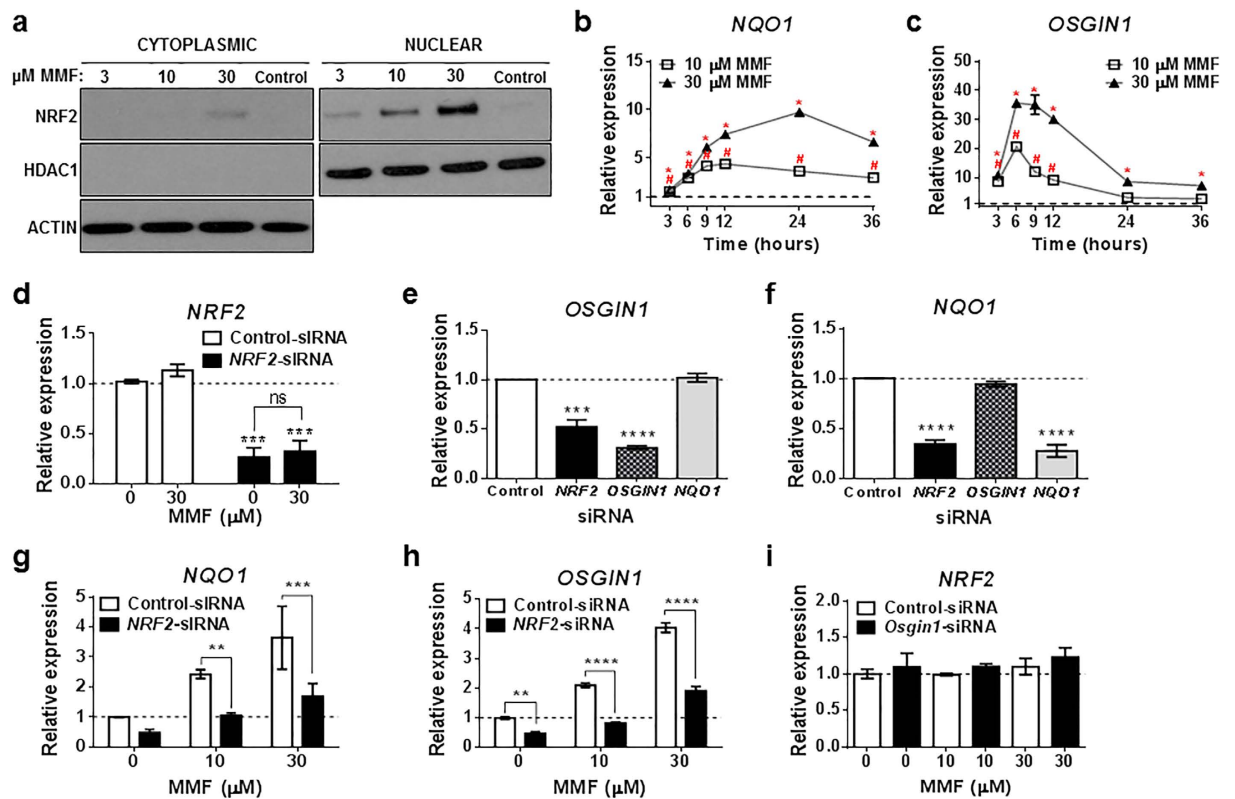 a
CYTOPLASMIC
NUCLEAR
µM MMF: 3 10 30 Control
3 10 30 Control
NRF2
HDAC1
ACTIN
b
NQO1
Relative expression
15
10
5
1
10 µM MMF
30 µM MMF
* * * * * *
# # # # # #
3 6 9 12 24 36
Time (hours)
c
OSGIN1
Relative expression
50
40
30
20
10
1
10 µM MMF
30 µM MMF
* * * * * *
# # # #
3 6 9 12 24 36
Time (hours)
d
NRF2
Relative expression
1.5
1.0
0.5
0.0
Control-siRNA
NRF2-siRNA
ns
*** ***
0 30 0 30
MMF (µM)
e
OSGIN1
Relative expression
1.5
1.0
0.5
0.0
*** ****
Control NRF2 OSGIN1 NQO1
siRNA
f
NQO1
Relative expression
1.5
1.0
0.5
0.0
**** ****
Control NRF2 OSGIN1 NQO1
siRNA
g
NQO1
Relative expression
5
4
3
2
1
0
Control-siRNA
NRF2-siRNA
** ***
0 10 30
MMF (µM)
h
OSGIN1
Relative expression
5
4
3
2
1
0
Control-siRNA
NRF2-siRNA
** **** ****
0 10 30
MMF (µM)
i
NRF2
Relative expression
2.0
1.5
1.0
0.5
0.0
Control-siRNA
Osgin1-siRNA
0 0 10 10 30 30
MMF (µM)